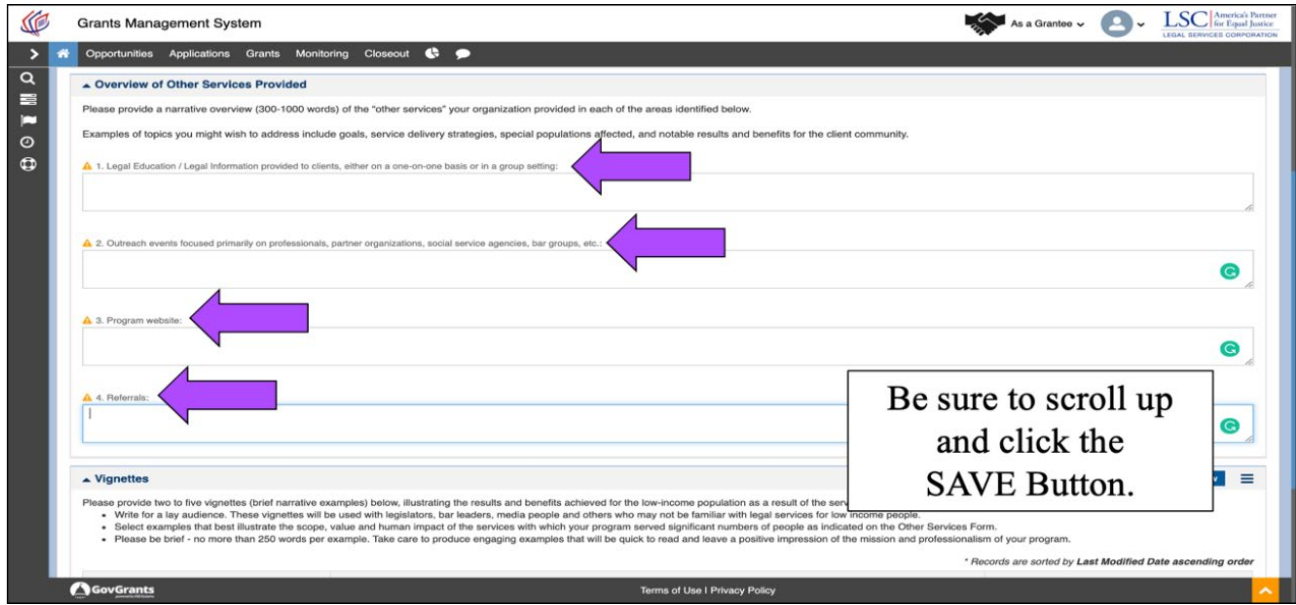 Grants Management System
As a Grantee
LSC America's Partner for Equal Justice
LEGAL SERVICES CORPORATION
Opportunities Applications Grants Monitoring Closeout
Overview of Other Services Provided
Please provide a narrative overview (300-1000 words) of the "other services" your organization provided in each of the areas identified below.
Examples of topics you might wish to address include goals, service delivery strategies, special populations affected, and notable results and benefits for the client community.
1. Legal Education / Legal Information provided to clients, either on a one-on-one basis or in a group setting:
2. Outreach events focused primarily on professionals, partner organizations, social service agencies, bar groups, etc.:
3. Program website:
4. Referrals:
Be sure to scroll up
and click the
SAVE Button.
Vignettes
Please provide two to five vignettes (brief narrative examples) below, illustrating the results and benefits achieved for the low-income population as a result of the
• Write for a lay audience. These vignettes will be used with legislators, bar leaders, media people and others who may not be familiar with legal services for low income people.
• Select examples that best illustrate the scope, value and human impact of the services with which your program served significant numbers of people as indicated on the Other Services Form.
• Please be brief - no more than 250 words per example. Take care to produce engaging examples that will be quick to read and leave a positive impression of the mission and professionalism of your program.
* Records are sorted by Last Modified Date ascending order
GovGrants
Terms of Use | Privacy Policy